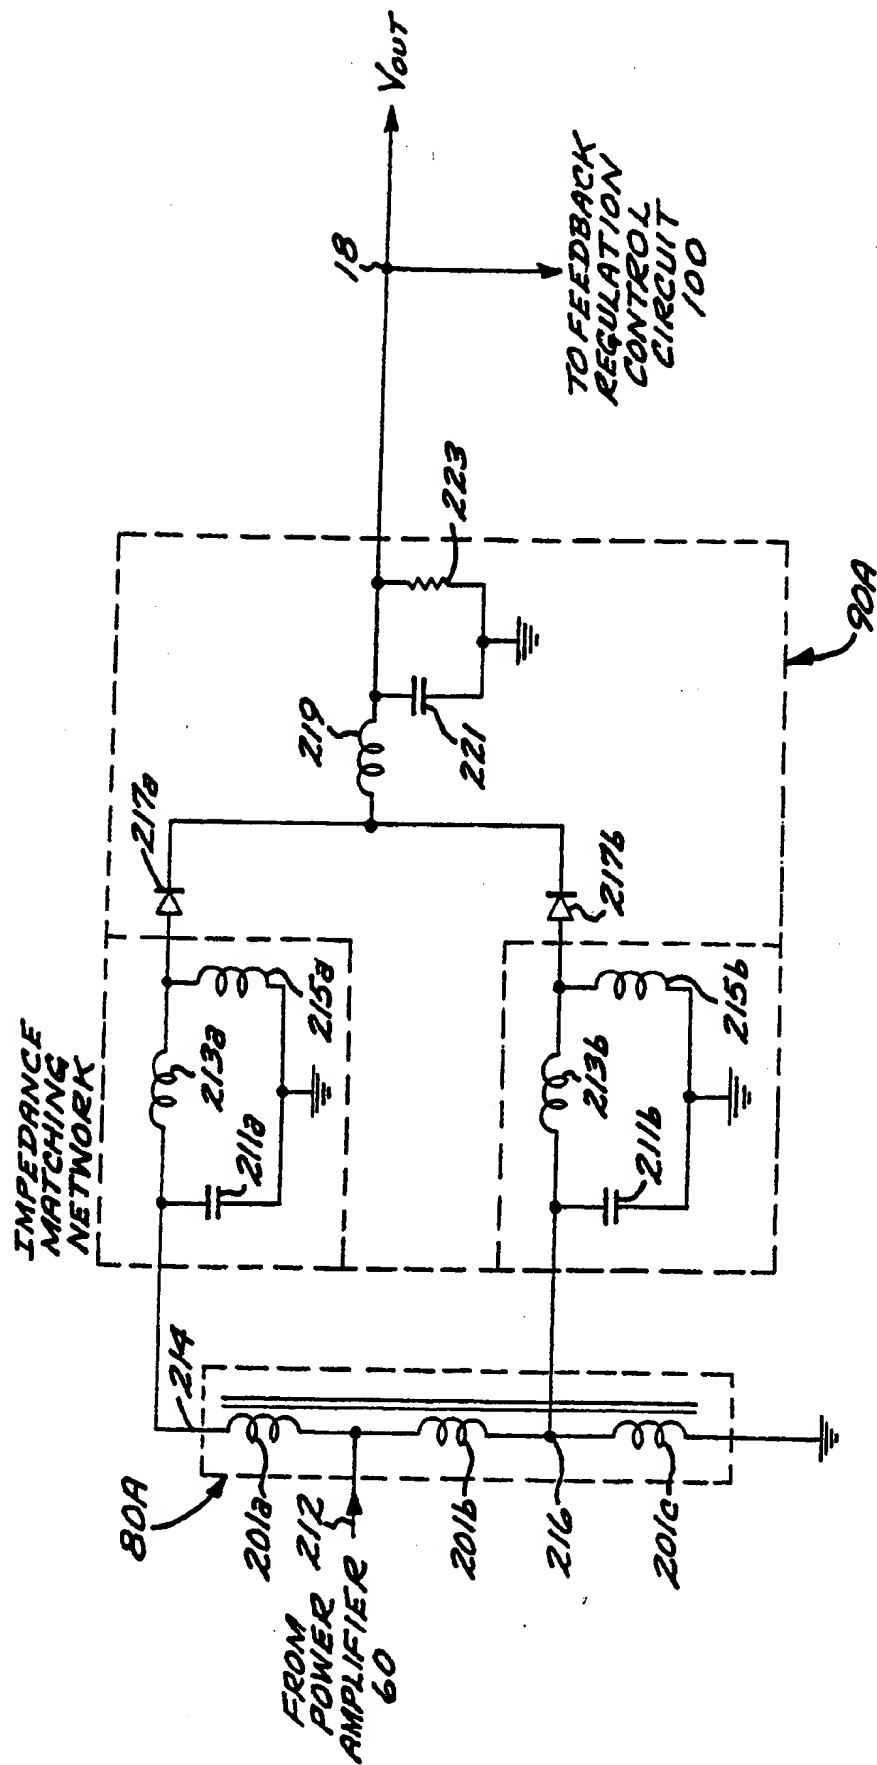 IMPEDANCE
MATCHING
NETWORK
80A
214
201a
FROM
POWER
AMPLIFIER
60
212
201b
216
201c
211a
213a
215a
217a
211b
213b
215b
217b
219
221
223
90A
18
VOUT
TO FEEDBACK
REGULATION
CONTROL
CIRCUIT
100